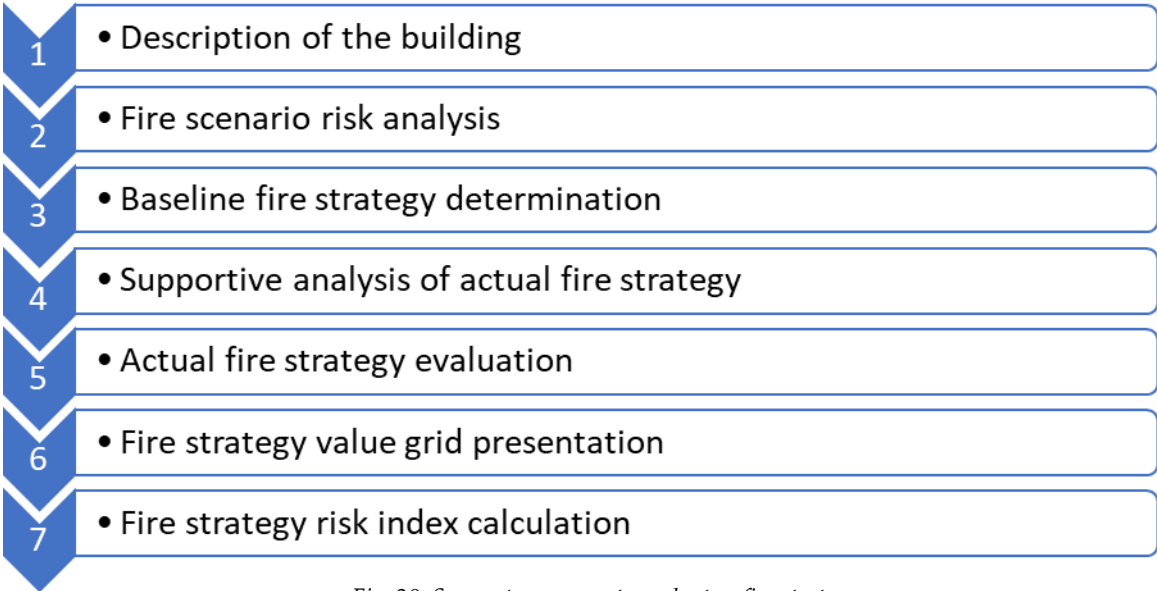 1 • Description of the building
2 • Fire scenario risk analysis
3 • Baseline fire strategy determination
4 • Supportive analysis of actual fire strategy
5 • Actual fire strategy evaluation
6 • Fire strategy value grid presentation
7 • Fire strategy risk index calculation